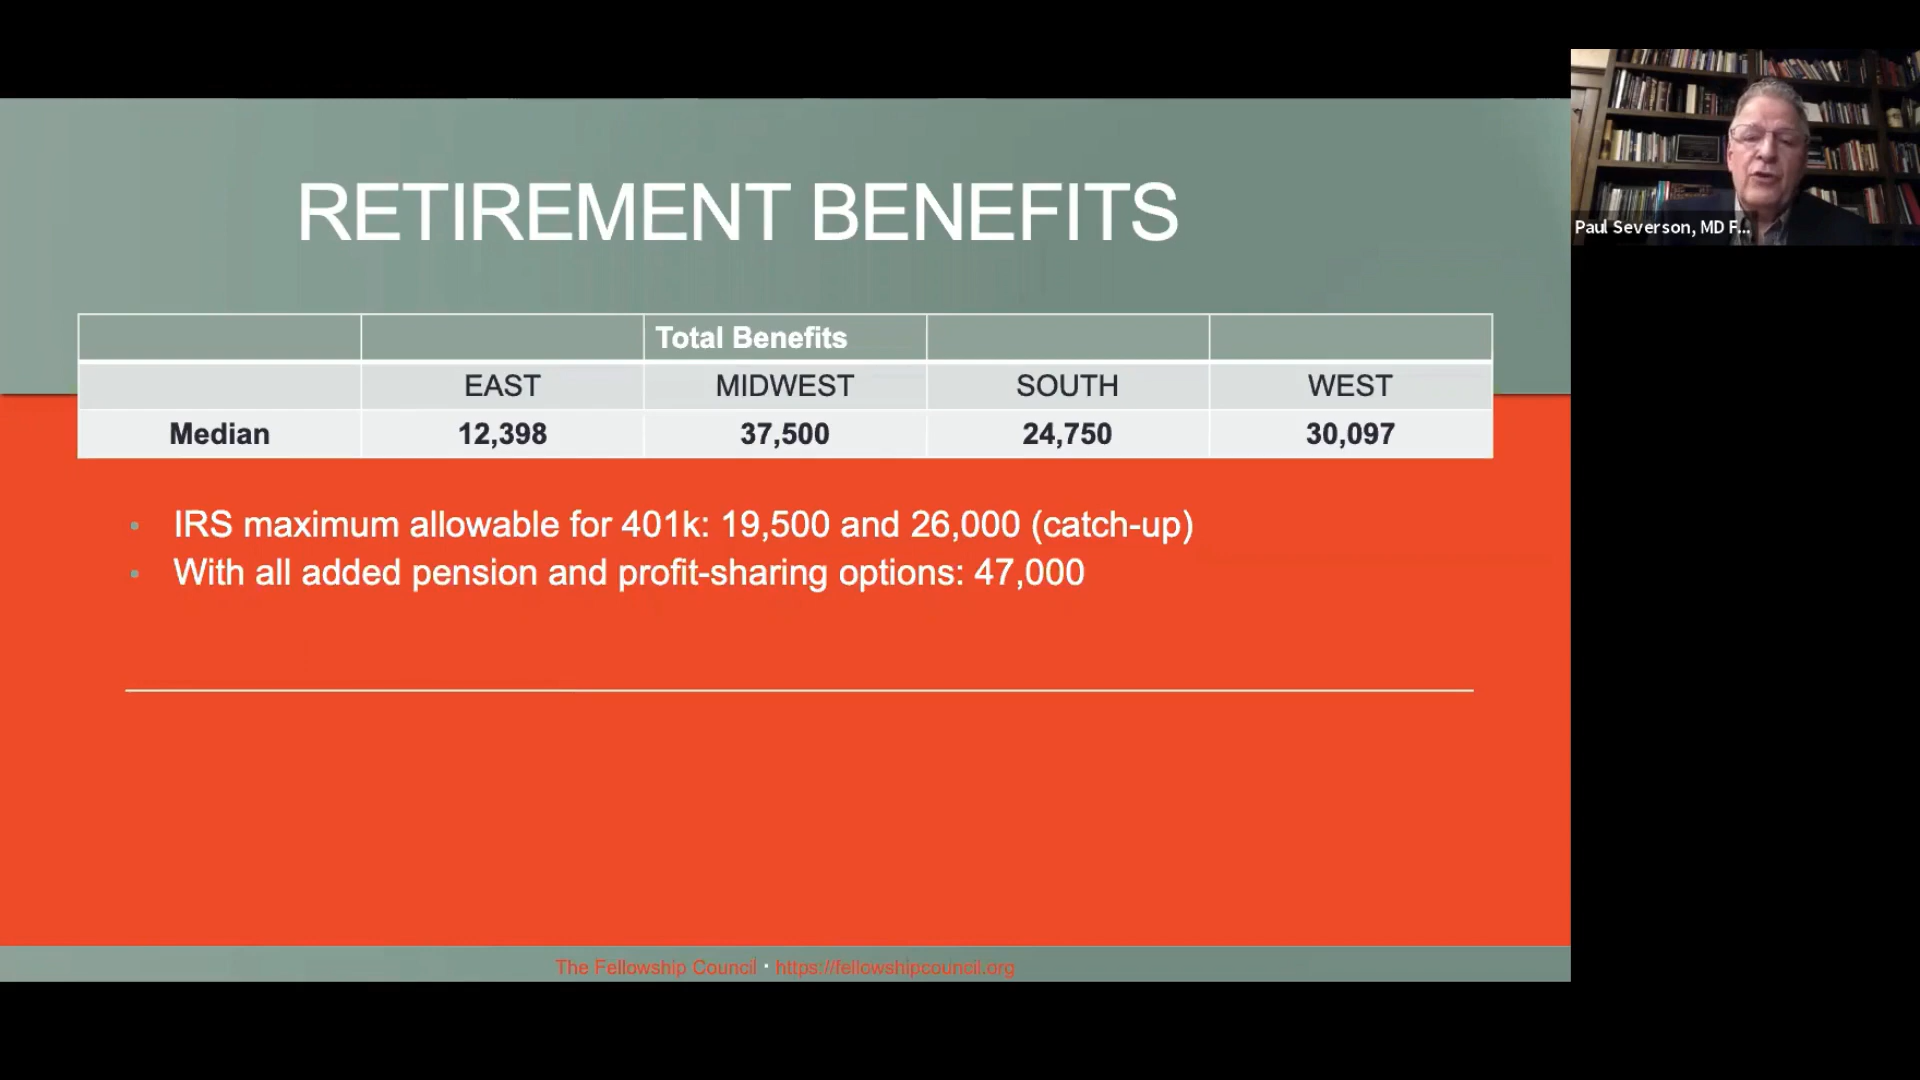 RETIREMENT BENEFITS
Paul Severson, MD F...
Total Benefits
EAST MIDWEST SOUTH WEST
Median 12,398 37,500 24,750 30,097
• IRS maximum allowable for 401k: 19,500 and 26,000 (catch-up)
• With all added pension and profit-sharing options: 47,000
The Fellowship Council · https://fellowshipcouncil.org